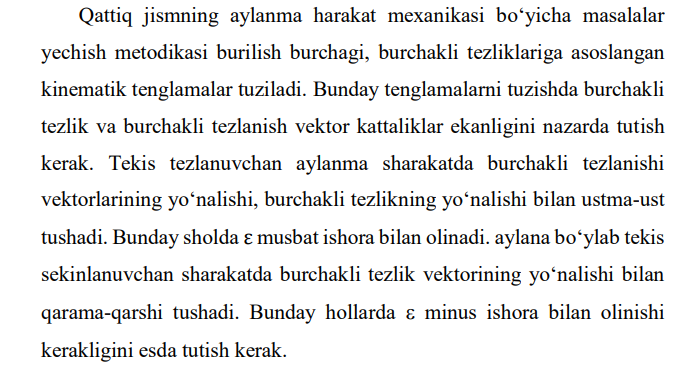 Qattiq jismning aylanma harakat mexanikasi bo‘yicha masalalar
yechish metodikasi burilish burchagi, burchakli tezliklariga asoslangan
kinematik tenglamalar tuziladi. Bunday tenglamalarni tuzishda burchakli
tezlik va burchakli tezlanish vektor kattaliklar ekanligini nazarda tutish
kerak. Tekis tezlanuvchan aylanma sharakatda burchakli tezlanishi
vektorlarining yo‘nalishi, burchakli tezlikning yo‘nalishi bilan ustma-ust
tushadi. Bunday sholda ε musbat ishora bilan olinadi. aylana bo‘ylab tekis
sekinlanuvchan sharakatda burchakli tezlik vektorining yo‘nalishi bilan
qarama-qarshi tushadi. Bunday hollarda ε minus ishora bilan olinishi
kerakligini esda tutish kerak.